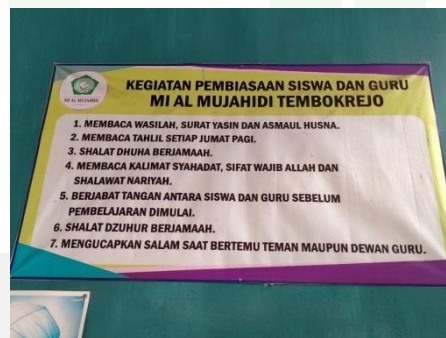 MI AL MUJAHIDI
KEGIATAN PEMBIASAAN SISWA DAN GURU
MI AL MUJAHIDI TEMBOKREJO
1. MEMBACA WASILAH, SURAT YASIN DAN ASMAUL HUSNA.
2. MEMBACA TAHLIL SETIAP JUMAT PAGI.
3. SHALAT DHUHA BERJAMAAH.
4. MEMBACA KALIMAT SYAHADAT, SIFAT WAJIB ALLAH DAN
SHALAWAT NARIYAH.
5. BERJABAT TANGAN ANTARA SISWA DAN GURU SEBELUM
PEMBELAJARAN DIMULAI.
6. SHALAT DZUHUR BERJAMAAH.
7. MENGUCAPKAN SALAM SAAT BERTEMU TEMAN MAUPUN DEWAN GURU.